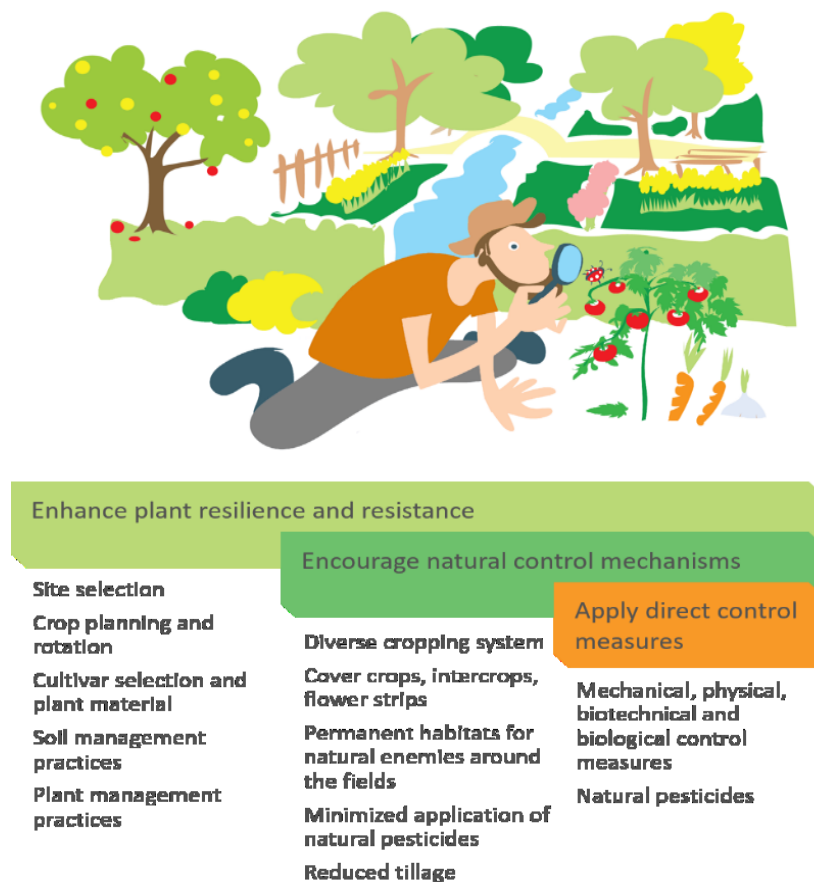 Enhance plant resilience and resistance
Encourage natural control mechanisms
Apply direct control
measures
Site selection
Crop planning and
rotation
Cultivar selection and
plant material
Soil management
practices
Plant management
practices
Diverse cropping system
Cover crops, intercrops,
flower strips
Permanent habitats for
natural enemies around
the fields
Minimized application of
natural pesticides
Reduced tillage
Mechanical, physical,
biotechnical and
biological control
measures
Natural pesticides